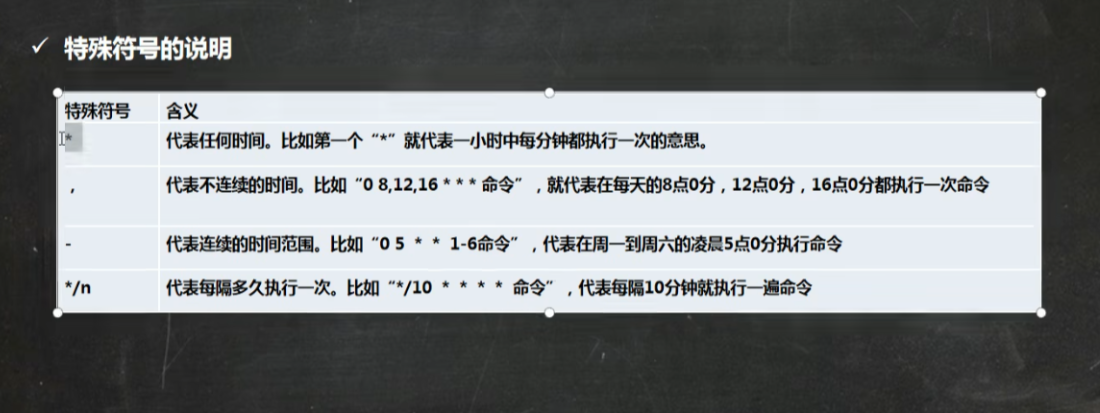 特殊符号的说明
特殊符号 含义
* 代表任何时间。比如第一个“*”就代表一小时中每分钟都执行一次的意思。
, 代表不连续的时间。比如“0 8,12,16 * * * 命令”,就代表在每天的8点0分,12点0分,16点0分都执行一次命令
- 代表连续的时间范围。比如“0 5 * * 1-6命令”,代表在周一到周六的凌晨5点0分执行命令
*/n 代表每隔多久执行一次。比如“*/10 * * * * 命令”,代表每隔10分钟就执行一遍命令